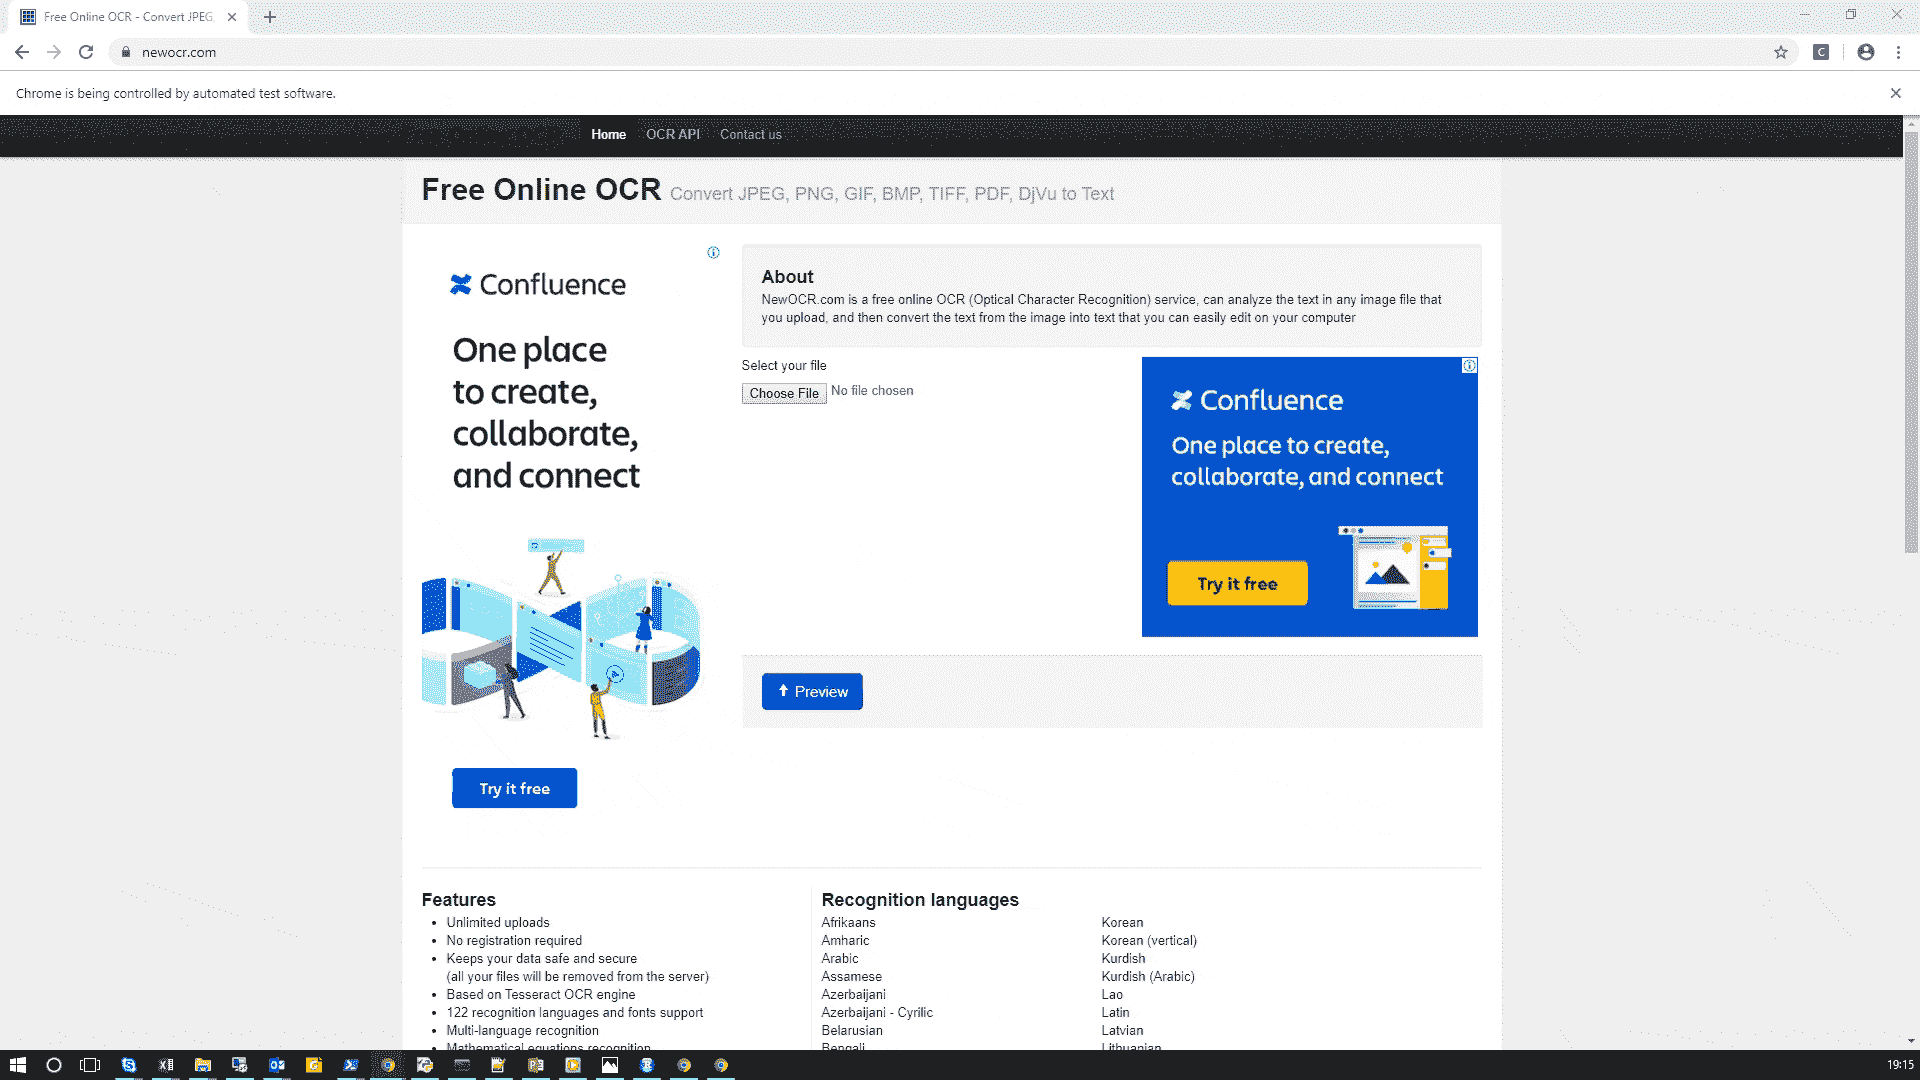 Free Online OCR - Convert JPEG,
newocr.com
Chrome is being controlled by automated test software.
Home OCR API Contact us
Free Online OCR Convert JPEG, PNG, GIF, BMP, TIFF, PDF, DjVu to Text
Confluence
One place
to create,
collaborate,
and connect
Try it free
About
NewOCR.com is a free online OCR (Optical Character Recognition) service, can analyze the text in any image file that
you upload, and then convert the text from the image into text that you can easily edit on your computer
Select your file
Choose File No file chosen
Confluence
One place to create,
collaborate, and connect
Try it free
Preview
Features
Unlimited uploads
No registration required
Keeps your data safe and secure
(all your files will be removed from the server)
Based on Tesseract OCR engine
122 recognition languages and fonts support
Multi-language recognition
Mathematical equations recognition
Recognition languages
Afrikaans
Amharic
Arabic
Assamese
Azerbaijani
Azerbaijani - Cyrilic
Belarusian
Bengali
Korean
Korean (vertical)
Kurdish
Kurdish (Arabic)
Lao
Latin
Latvian
Lithuanian
19:15